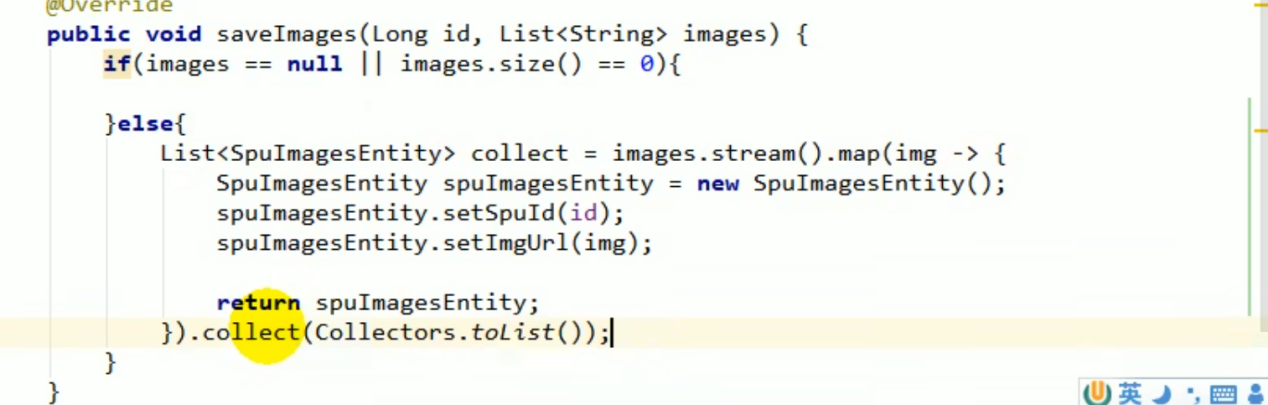 @Override
public void saveImages(Long id, List<String> images) {
if(images == null || images.size() == 0){
}else{
List<SpuImagesEntity> collect = images.stream().map(img -> {
SpuImagesEntity spuImagesEntity = new SpuImagesEntity();
spuImagesEntity.setSpuId(id);
spuImagesEntity.setImgUrl(img);
return spuImagesEntity;
}).collect(Collectors.toList());
}
}
英